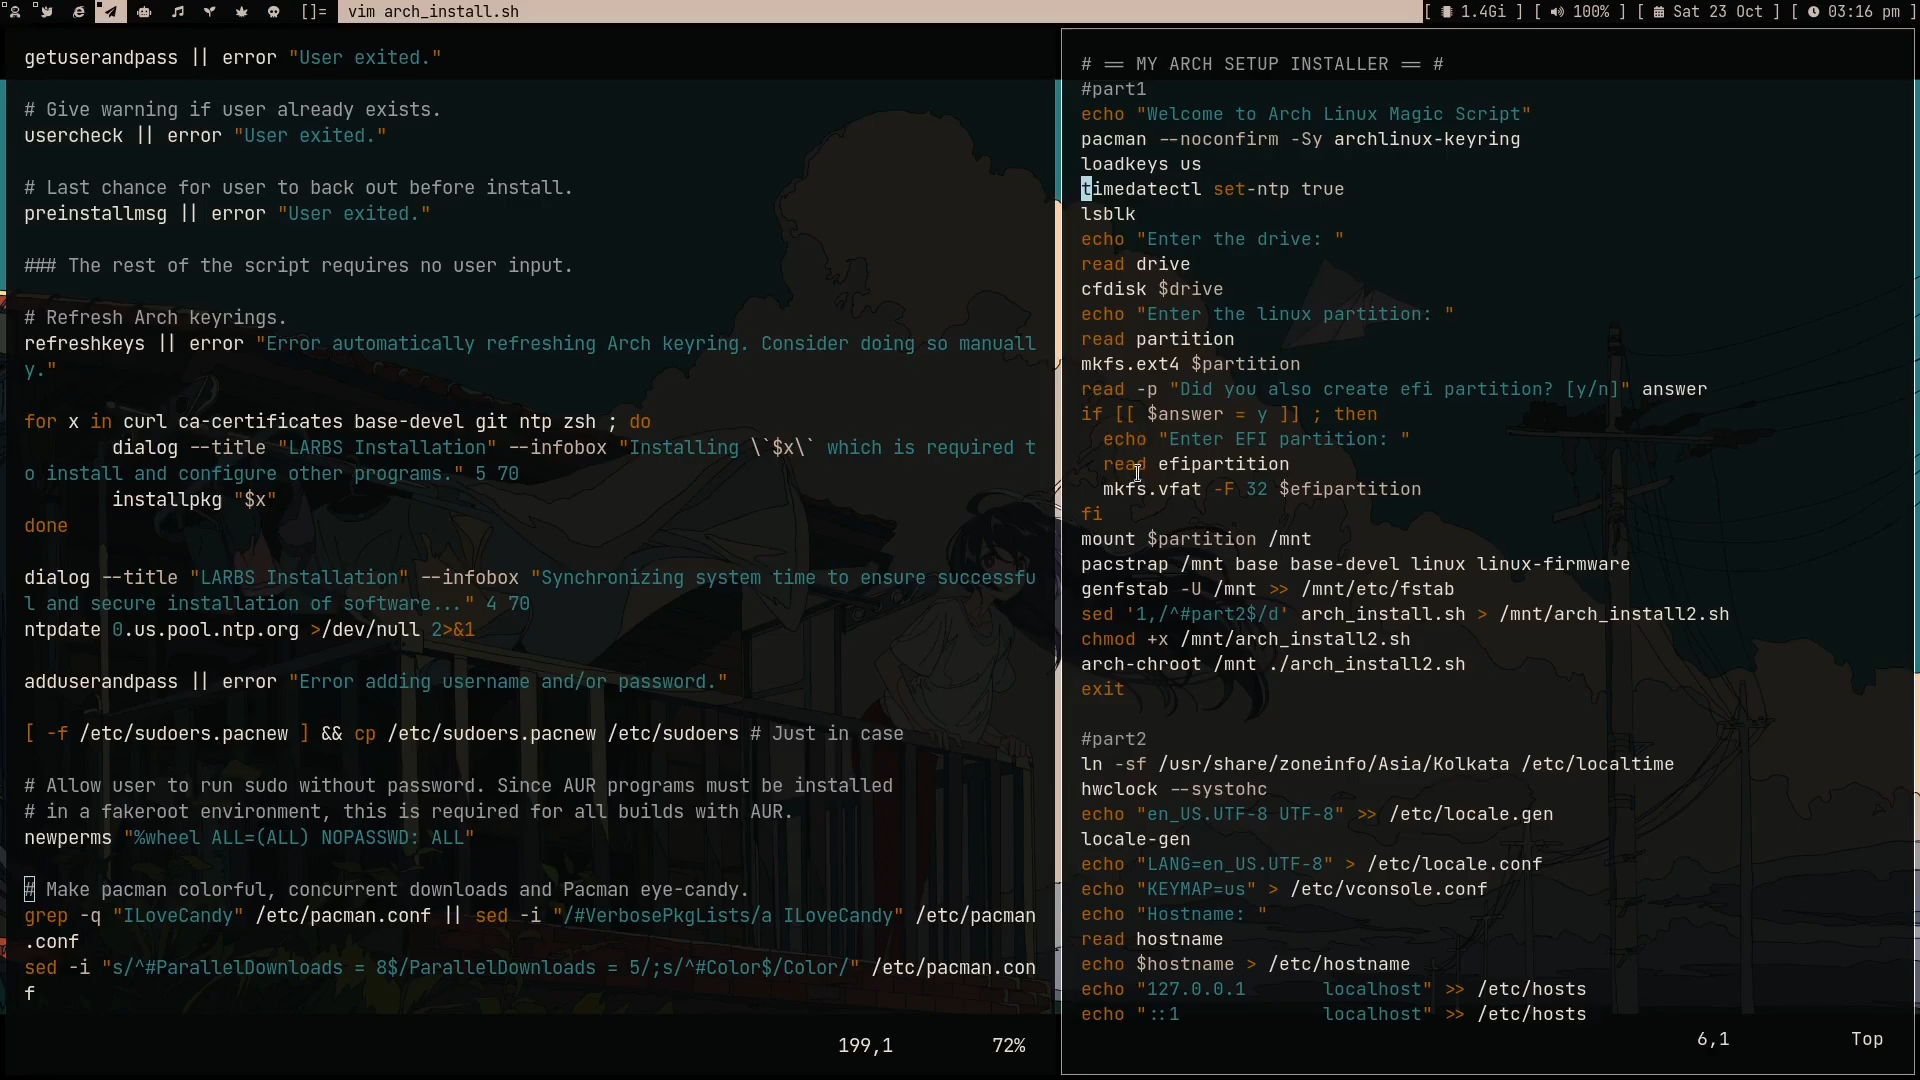 []= vim arch_install.sh [ 1.4Gi ] [ 100% ] [ Sat 23 Oct ] [ 03:16 pm ]
getuserandpass || error "User exited."
# Give warning if user already exists.
usercheck || error "User exited."
# Last chance for user to back out before install.
preinstallmsg || error "User exited."
### The rest of the script requires no user input.
# Refresh Arch keyrings.
refreshkeys || error "Error automatically refreshing Arch keyring. Consider doing so manuall
y."
for x in curl ca-certificates base-devel git ntp zsh ; do
        dialog --title "LARBS Installation" --infobox "Installing \`$x\` which is required t
o install and configure other programs." 5 70
        installpkg "$x"
done
dialog --title "LARBS Installation" --infobox "Synchronizing system time to ensure successfu
l and secure installation of software..." 4 70
ntpdate 0.us.pool.ntp.org >/dev/null 2>&1
adduserandpass || error "Error adding username and/or password."
[ -f /etc/sudoers.pacnew ] && cp /etc/sudoers.pacnew /etc/sudoers # Just in case
# Allow user to run sudo without password. Since AUR programs must be installed
# in a fakeroot environment, this is required for all builds with AUR.
newperms "%wheel ALL=(ALL) NOPASSWD: ALL"
# Make pacman colorful, concurrent downloads and Pacman eye-candy.
grep -q "ILoveCandy" /etc/pacman.conf || sed -i "/#VerbosePkgLists/a ILoveCandy" /etc/pacman
.conf
sed -i "s/^#ParallelDownloads = 8$/ParallelDownloads = 5/;s/^#Color$/Color/" /etc/pacman.con
f
199,1 72%
# == MY ARCH SETUP INSTALLER == #
#part1
echo "Welcome to Arch Linux Magic Script"
pacman --noconfirm -Sy archlinux-keyring
loadkeys us
timedatectl set-ntp true
lsblk
echo "Enter the drive: "
read drive
cfdisk $drive
echo "Enter the linux partition: "
read partition
mkfs.ext4 $partition
read -p "Did you also create efi partition? [y/n]" answer
if [[ $answer = y ]] ; then
  echo "Enter EFI partition: "
  read efipartition
  mkfs.vfat -F 32 $efipartition
fi
mount $partition /mnt
pacstrap /mnt base base-devel linux linux-firmware
genfstab -U /mnt >> /mnt/etc/fstab
sed '1,/^#part2$/d' arch_install.sh > /mnt/arch_install2.sh
chmod +x /mnt/arch_install2.sh
arch-chroot /mnt ./arch_install2.sh
exit
#part2
ln -sf /usr/share/zoneinfo/Asia/Kolkata /etc/localtime
hwclock --systohc
echo "en_US.UTF-8 UTF-8" >> /etc/locale.gen
locale-gen
echo "LANG=en_US.UTF-8" > /etc/locale.conf
echo "KEYMAP=us" > /etc/vconsole.conf
echo "Hostname: "
read hostname
echo $hostname > /etc/hostname
echo "127.0.0.1       localhost" >> /etc/hosts
echo "::1             localhost" >> /etc/hosts
6,1 Top